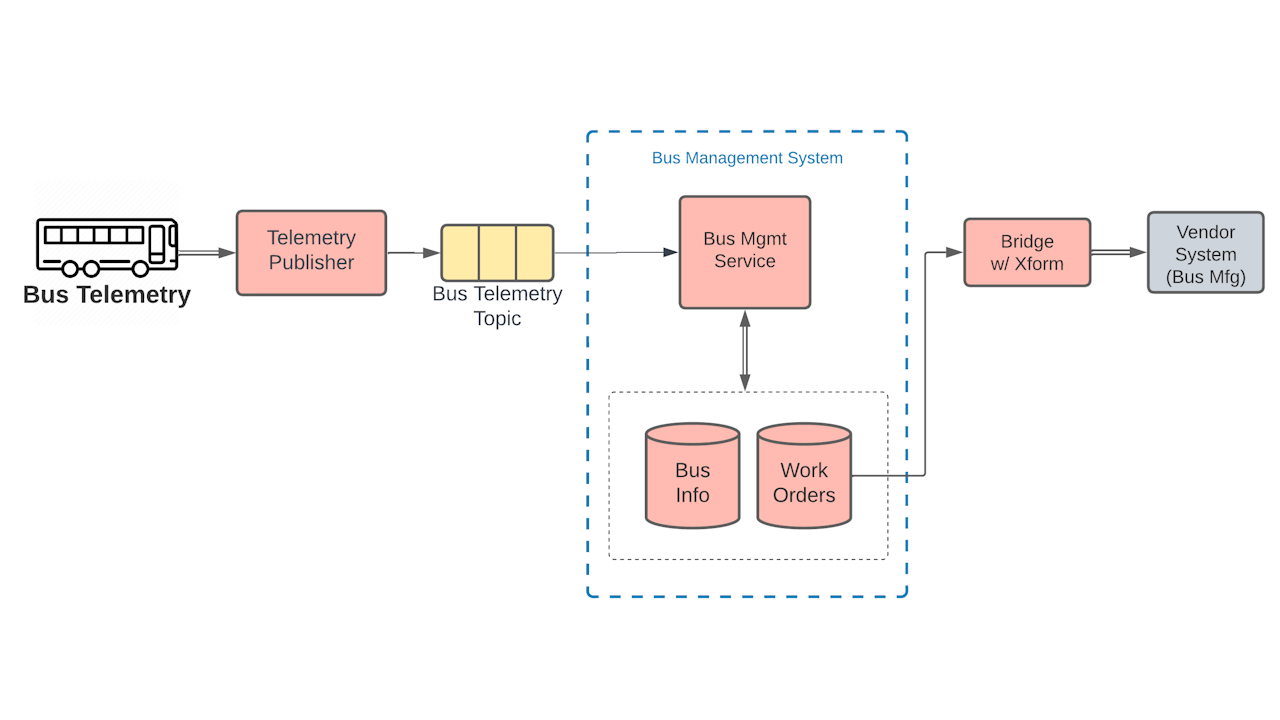 Bus Management System
Bus Telemetry
Telemetry
Publisher
Bus Telemetry
Topic
Bus Mgmt
Service
Bus
Info
Work
Orders
Bridge
w/ Xform
Vendor
System
(Bus Mfg)